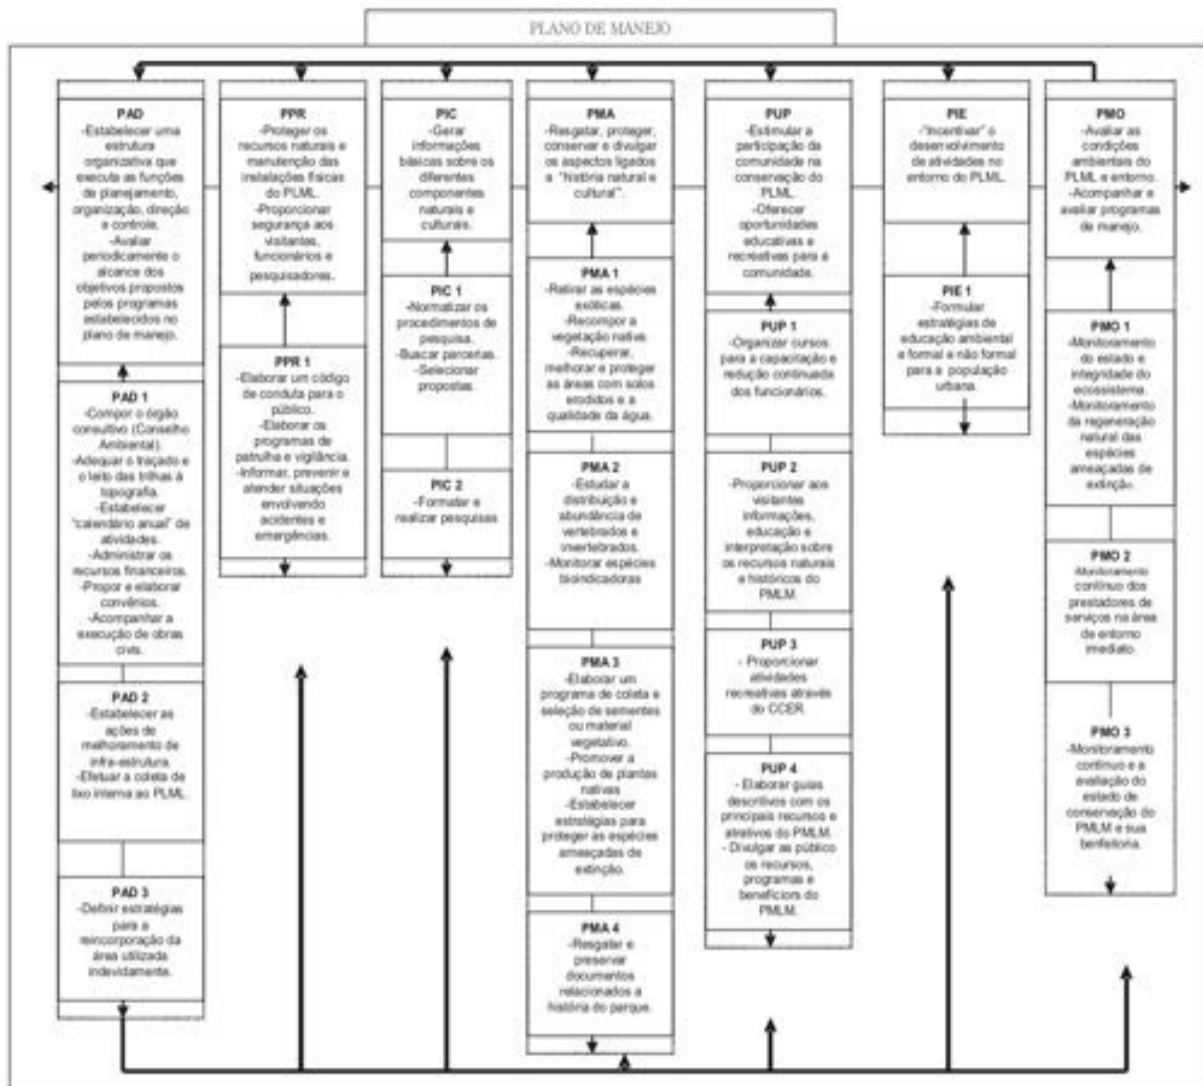 PLANO DE MANEJO
PAD
-Estabelecer uma
estrutura
organizativa que
executa as funções
de planejamento,
organização, direção
e controle.
-Avaliar
periodicamente o
alcance dos
objetivos propostos
pelos programas
estabelecidos no
plano de manejo.
PAD 1
-Compor o órgão
consultivo (Conselho
Ambiental).
-Adequar o traçado e
o leito das trilhas à
topografia.
-Estabelecer
"calendário anual" de
atividades.
-Administrar os
recursos financeiros.
-Propor e elaborar
convênios.
-Acompanhar a
execução de obras
civis.
PAD 2
-Estabelecer as
ações de
melhoramento de
infra-estrutura.
-Efetuar a coleta de
lixo interna ao PLML.
PAD 3
-Definir estratégias
para a
reincorporação da
área utilizada
indevidamente.
PPR
-Proteger os
recursos naturais e
manutenção das
instalações físicas
do PLML.
-Proporcionar
segurança aos
visitantes,
funcionários e
pesquisadores.
PPR 1
-Elaborar um código
de conduta para o
público.
-Elaborar os
programas de
patrulha e vigilância.
-Informar, prevenir e
atender situações
envolvendo
acidentes e
emergências.
PIC
-Gerar
informações
básicas sobre os
diferentes
componentes
naturais e
culturais.
PIC 1
-Normatizar os
procedimentos de
pesquisa.
-Buscar parcerias.
-Selecionar
propostas.
PIC 2
-Formatar e
realizar pesquisas
PMA
-Resgatar, proteger,
conservar e divulgar
os aspectos ligados
a "história natural e
cultural".
PMA 1
-Retirar as espécies
exóticas.
-Recompor a
vegetação nativa
-Recuperar,
melhorar e proteger
as áreas com solos
erodidos e a
qualidade da água.
PMA 2
-Estudar a
distribuição e
abundância de
vertebrados e
invertebrados.
-Monitorar espécies
bioindicadoras
PMA 3
-Elaborar um
programa de coleta e
seleção de sementes
ou material
vegetativo.
-Promover a
produção de plantas
nativas
-Estabelecer
estratégias para
proteger as espécies
ameaçadas de
extinção.
PMA 4
-Resgatar e
preservar
documentos
relacionados a
história do parque.
PUP
-Estimular a
participação da
comunidade na
conservação do
PLML
-Oferecer
oportunidades
educativas e
recreativas para a
comunidade.
PUP 1
-Organizar cursos
para a capacitação e
redução continuada
dos funcionários.
PUP 2
-Proporcionar aos
visitantes
informações,
educação e
interpretação sobre
os recursos naturais
e históricos do
PMLM.
PUP 3
- Proporcionar
atividades
recreativas através
do CCER.
PUP 4
- Elaborar guias
descritivos com os
principais recursos e
atrativos do PMLM.
- Divulgar as público
os recursos,
programas e
benefíciors do
PMLM.
PIE
-"Incentivar" o
desenvolvimento
de atividades no
entorno do PLML.
PIE 1
-Formular
estratégias de
educação ambiental
e formal e não formal
para a população
urbana.
PMO
-Avaliar as
condições
ambientais do
PLML e entorno.
-Acompanhar e
avaliar programas
de manejo.
PMO 1
-Monitoramento
do estado e
integridade do
ecossistema.
-Monitoramento
da regeneração
natural das
espécies
ameaçadas de
extinção.
PMO 2
-Monitoramento
contínuo dos
prestadores de
serviços na área
de entorno
imediato.
PMO 3
-Monitoramento
contínuo e a
avaliação do
estado de
conservação do
PMLM e sua
benfeitoria.